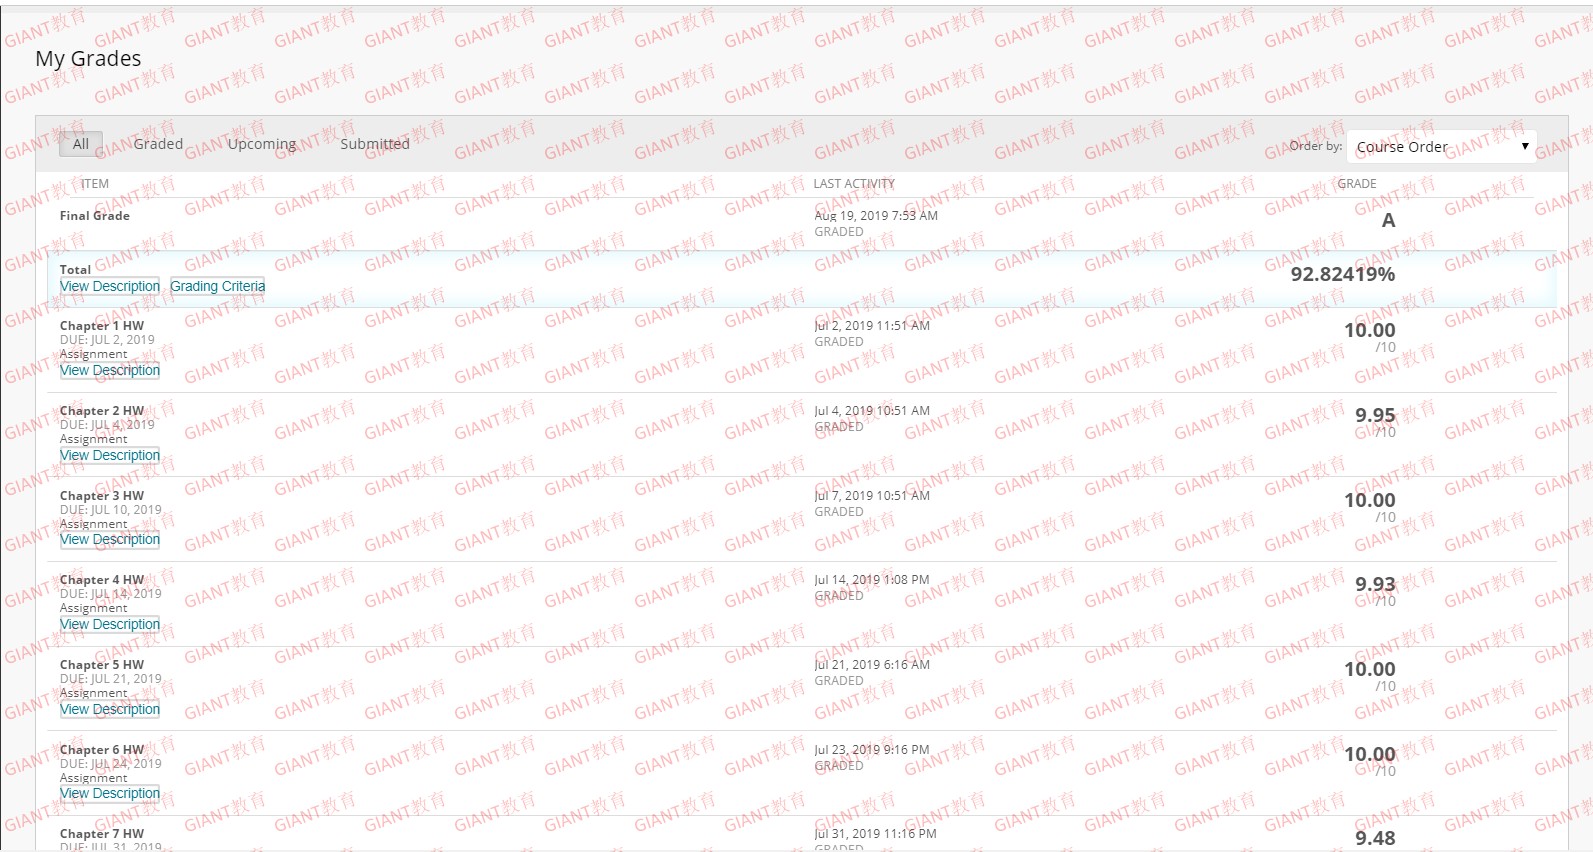 My Grades
All Graded Upcoming Submitted Order by: Course Order
ITEM LAST ACTIVITY GRADE
Final Grade Aug 19, 2019 7:53 AM A
GRADED
Total 92.82419%
View Description Grading Criteria
Chapter 1 HW Jul 2, 2019 11:51 AM 10.00
DUE: JUL 2, 2019 GRADED /10
Assignment
View Description
Chapter 2 HW Jul 4, 2019 10:51 AM 9.95
DUE: JUL 4, 2019 GRADED /10
Assignment
View Description
Chapter 3 HW Jul 7, 2019 10:51 AM 10.00
DUE: JUL 10, 2019 GRADED /10
Assignment
View Description
Chapter 4 HW Jul 14, 2019 1:08 PM 9.93
DUE: JUL 14, 2019 GRADED /10
Assignment
View Description
Chapter 5 HW Jul 21, 2019 6:16 AM 10.00
DUE: JUL 21, 2019 GRADED /10
Assignment
View Description
Chapter 6 HW Jul 23, 2019 9:16 PM 10.00
DUE: JUL 24, 2019 GRADED /10
Assignment
View Description
Chapter 7 HW Jul 31, 2019 11:16 PM 9.48
DUE: JUL 31, 2019 GRADED
GIANT教育